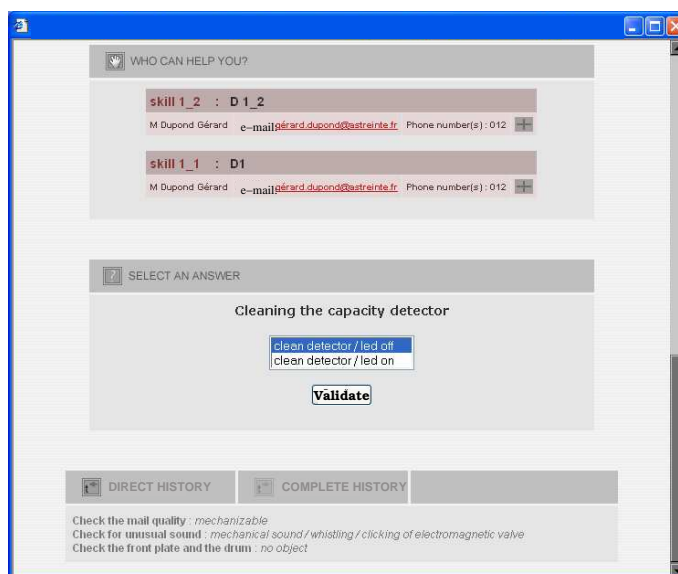 WHO CAN HELP YOU?
skill 1_2 : D 1_2
M Dupond Gérard e-mail: gérard.dupond@astreinte.fr Phone number(s) : 012
skill 1_1 : D1
M Dupond Gérard e-mail: gérard.dupond@astreinte.fr Phone number(s) : 012
SELECT AN ANSWER
Cleaning the capacity detector
clean detector / led off
clean detector / led on
Validate
DIRECT HISTORY COMPLETE HISTORY
Check the mail quality : mechanizable
Check for unusual sound : mechanical sound / whistling / clicking of electromagnetic valve
Check the front plate and the drum : no object